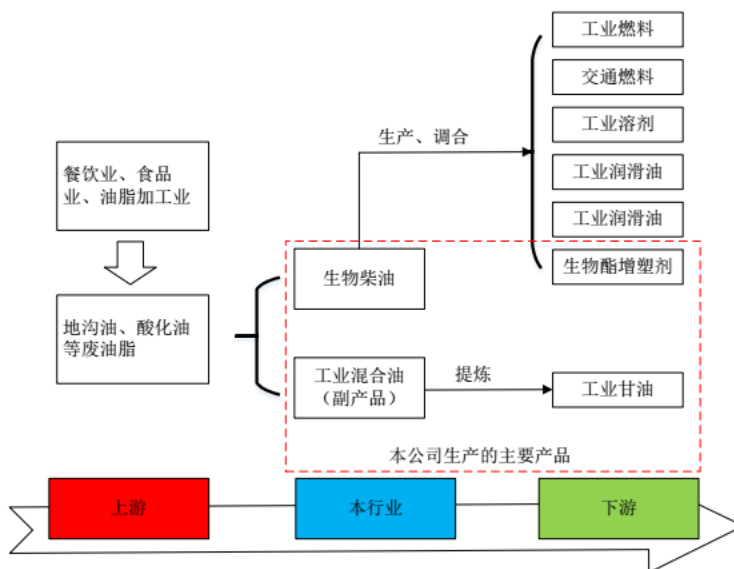 工业燃料
交通燃料
生产、调合
工业溶剂
餐饮业、食品
业、油脂加工业
工业润滑油
工业润滑油
生物柴油
生物酯增塑剂
地沟油、酸化油
等废油脂
工业混合油
（副产品）
提炼
工业甘油
本公司生产的主要产品
上游
本行业
下游